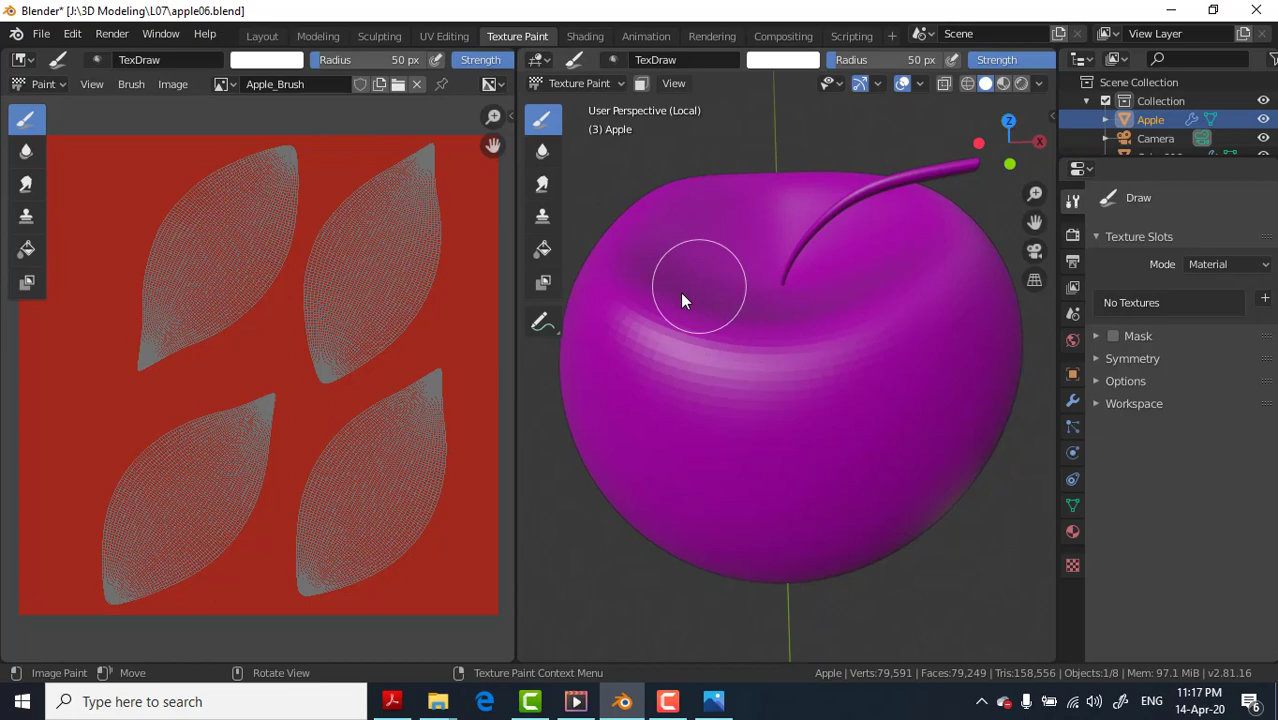 Blender* [J:\3D Modeling\L07\apple06.blend]
File Edit Render Window Help Layout Modeling Sculpting UV Editing Texture Paint Shading Animation Rendering Compositing Scripting Scene View Layer
TexDraw Radius 50 px Strength TexDraw Radius 50 px Strength
Paint View Brush Image Apple_Brush Texture Paint View
Scene Collection
Collection
Apple
Camera
User Perspective (Local)
(3) Apple
Z
X
Draw
Texture Slots
Mode Material
No Textures
Mask
Symmetry
Options
Workspace
Image Paint Move Rotate View Texture Paint Context Menu Apple | Verts:79,591 | Faces:79,249 | Tris:158,556 | Objects:1/8 | Mem: 97.1 MiB | v2.81.16
Type here to search
ENG
11:17 PM
14-Apr-20
6